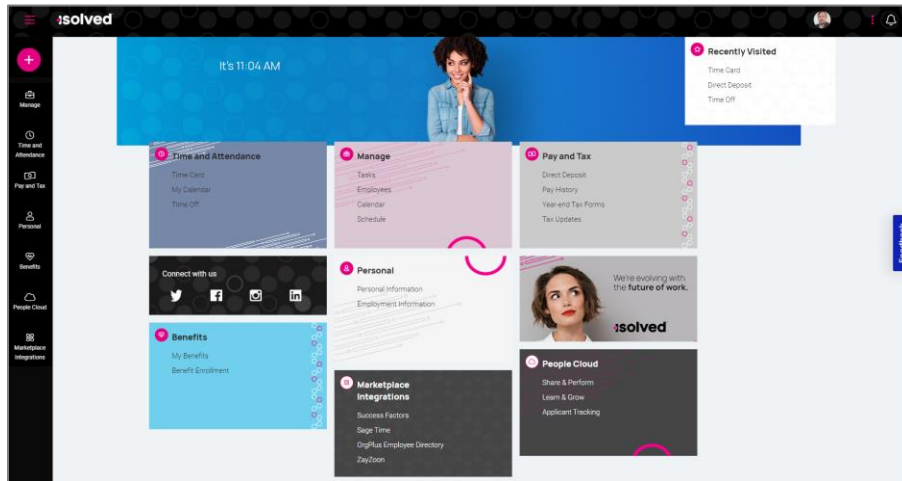 isolved
It's 11:04 AM
Recently Visited
Time Card
Direct Deposit
Time Off
Manage
Time and
Attendance
Pay and Tax
Personal
Benefits
People Cloud
Marketplace
Integrations
Time and Attendance
Time Card
My Calendar
Time Off
Manage
Tasks
Employees
Calendar
Schedule
Pay and Tax
Direct Deposit
Pay History
Year-end Tax Forms
Tax Updates
Connect with us
Personal
Personal Information
Employment Information
We're evolving with
the future of work.
isolved
Benefits
My Benefits
Benefit Enrollment
Marketplace
Integrations
Success Factors
Sage Time
OrgPlus Employee Directory
ZayZoon
People Cloud
Share & Perform
Learn & Grow
Applicant Tracking
Feedback